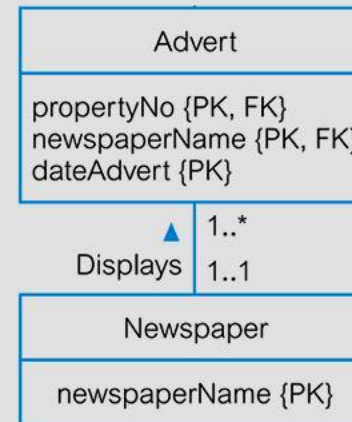 Advert
propertyNo {PK, FK}
newspaperName {PK, FK}
dateAdvert {PK}
1..*
Displays
1..1
Newspaper
newspaperName {PK}